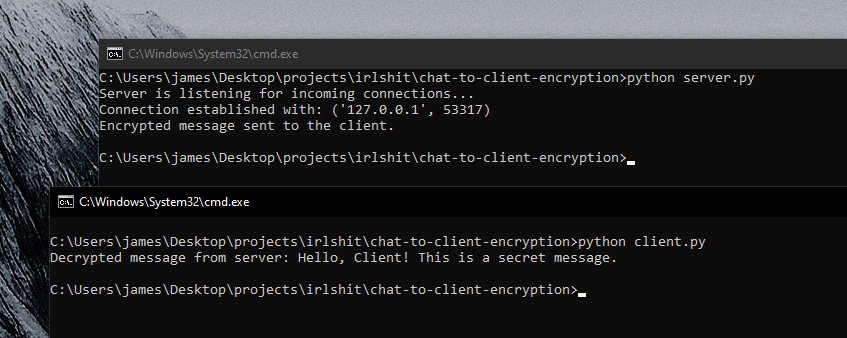 C:\Windows\System32\cmd.exe
C:\Users\james\Desktop\projects\irlshit\chat-to-client-encryption>python server.py
Server is listening for incoming connections...
Connection established with: ('127.0.0.1', 53317)
Encrypted message sent to the client.
C:\Users\james\Desktop\projects\irlshit\chat-to-client-encryption>
C:\Windows\System32\cmd.exe
C:\Users\james\Desktop\projects\irlshit\chat-to-client-encryption>python client.py
Decrypted message from server: Hello, Client! This is a secret message.
C:\Users\james\Desktop\projects\irlshit\chat-to-client-encryption>